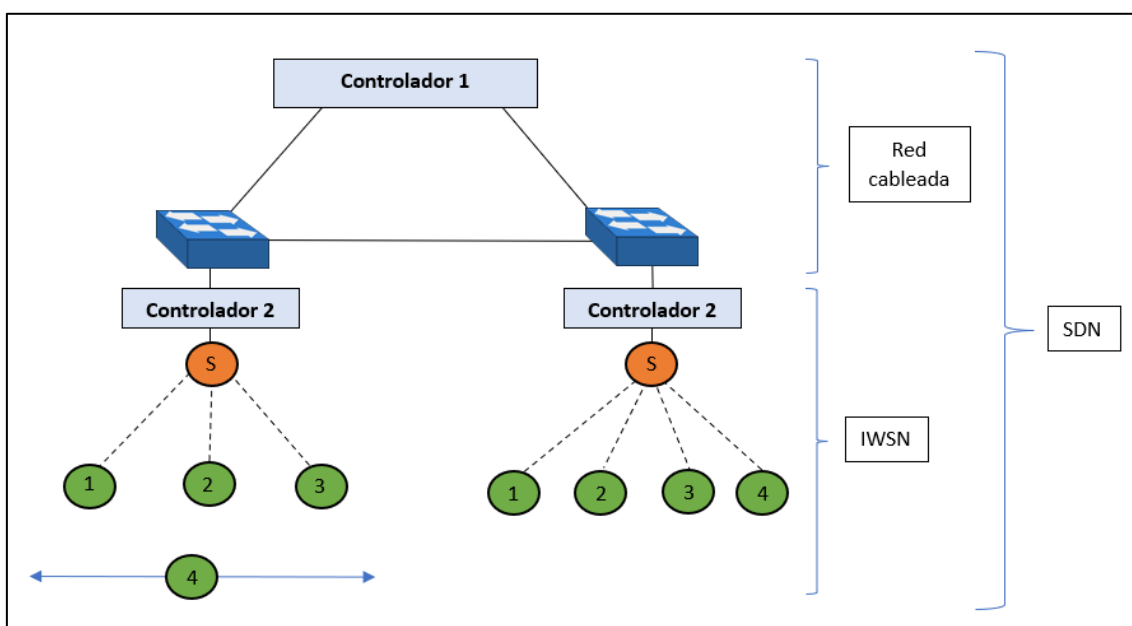 Controlador 1
Red
cableada
Controlador 2
Controlador 2
SDN
S
S
IWSN
1
2
3
1
2
3
4
4